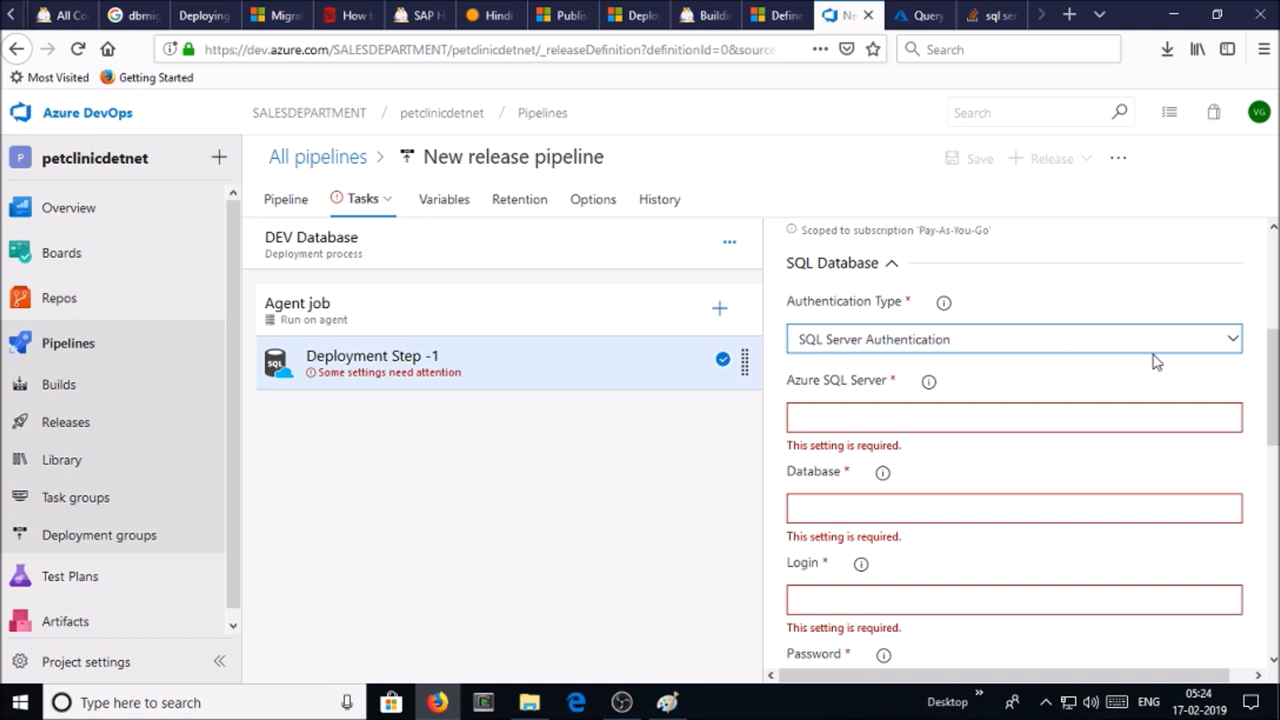 All Co
dbmig
Deploying
Migrat
How to
SAP H
Hindi
Publis
Deplo
Buildin
Define
Ne
Query
sql ser
https://dev.azure.com/SALESDEPARTMENT/petclinicdetnet/_releaseDefinition?definitionId=0&source
Search
Most Visited
Getting Started
Azure DevOps
SALESDEPARTMENT / petclinicdetnet / Pipelines
Search
VG
P petclinicdetnet
All pipelines > New release pipeline
Save
Release
Overview
Boards
Repos
Pipelines
Builds
Releases
Library
Task groups
Deployment groups
Test Plans
Artifacts
Project settings
Pipeline
Tasks
Variables
Retention
Options
History
DEV Database
Deployment process
Agent job
Run on agent
Deployment Step -1
Some settings need attention
Scoped to subscription 'Pay-As-You-Go'
SQL Database
Authentication Type *
SQL Server Authentication
Azure SQL Server *
This setting is required.
Database *
This setting is required.
Login *
This setting is required.
Password *
Type here to search
Desktop
ENG
05:24
17-02-2019